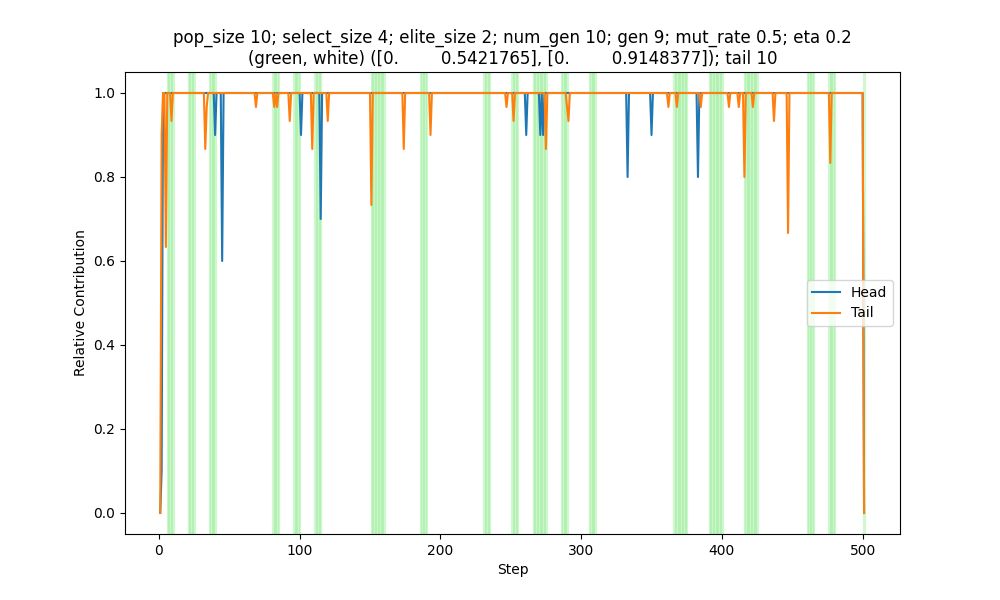 pop_size 10; select_size 4; elite_size 2; num_gen 10; gen 9; mut_rate 0.5; eta 0.2
(green, white) ([0. 0.5421765], [0. 0.9148377]); tail 10
1.0
0.8
0.6
0.4
0.2
0.0
Relative Contribution
Head
Tail
0 100 200 300 400 500
Step